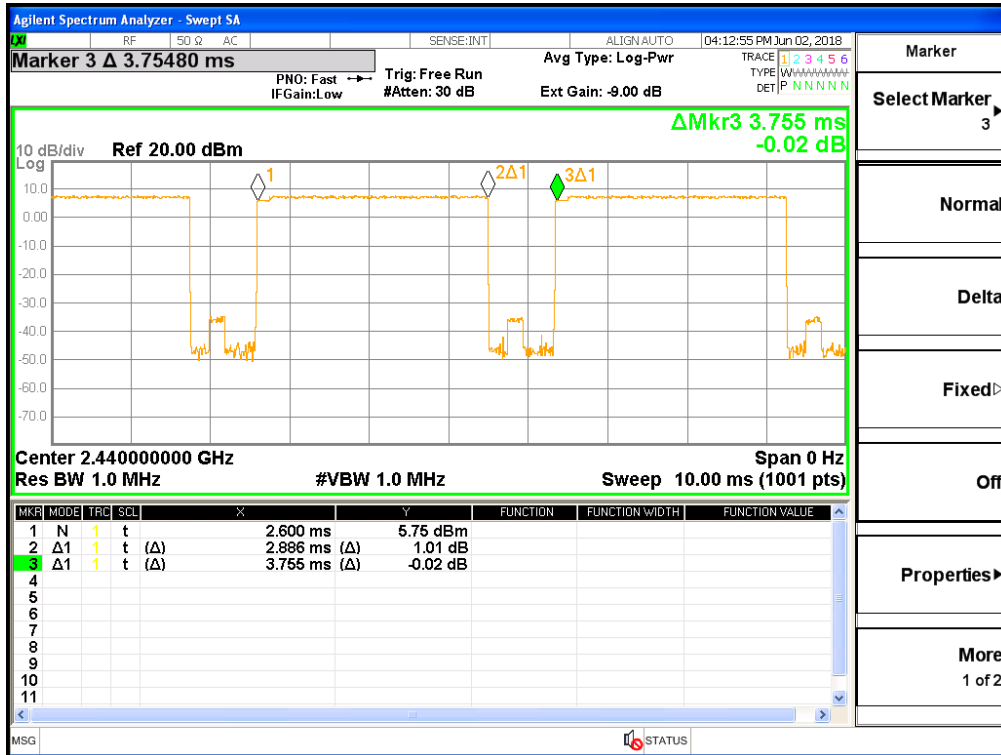 Agilent Spectrum Analyzer - Swept SA
LXI RF 50 Ω AC SENSE:INT ALIGN AUTO 04:12:55 PM Jun 02, 2018
Marker 3 Δ 3.75480 ms
PNO: Fast
IFGain:Low
Trig: Free Run
#Atten: 30 dB
Avg Type: Log-Pwr
Ext Gain: -9.00 dB
TRACE 1 2 3 4 5 6
TYPE W
DET P N N N N N
ΔMkr3 3.755 ms
-0.02 dB
10 dB/div Ref 20.00 dBm
Log
10.0
0.00
-10.0
-20.0
-30.0
-40.0
-50.0
-60.0
-70.0
1 2Δ1 3Δ1
Center 2.440000000 GHz Span 0 Hz
Res BW 1.0 MHz #VBW 1.0 MHz Sweep 10.00 ms (1001 pts)
MKR MODE TRC SCL X Y FUNCTION FUNCTION WIDTH FUNCTION VALUE
1 N 1 t 2.600 ms 5.75 dBm
2 Δ1 1 t (Δ) 2.886 ms (Δ) 1.01 dB
3 Δ1 1 t (Δ) 3.755 ms (Δ) -0.02 dB
4
5
6
7
8
9
10
11
MSG STATUS
Marker
Select Marker
3
Normal
Delta
Fixed
Off
Properties
More
1 of 2